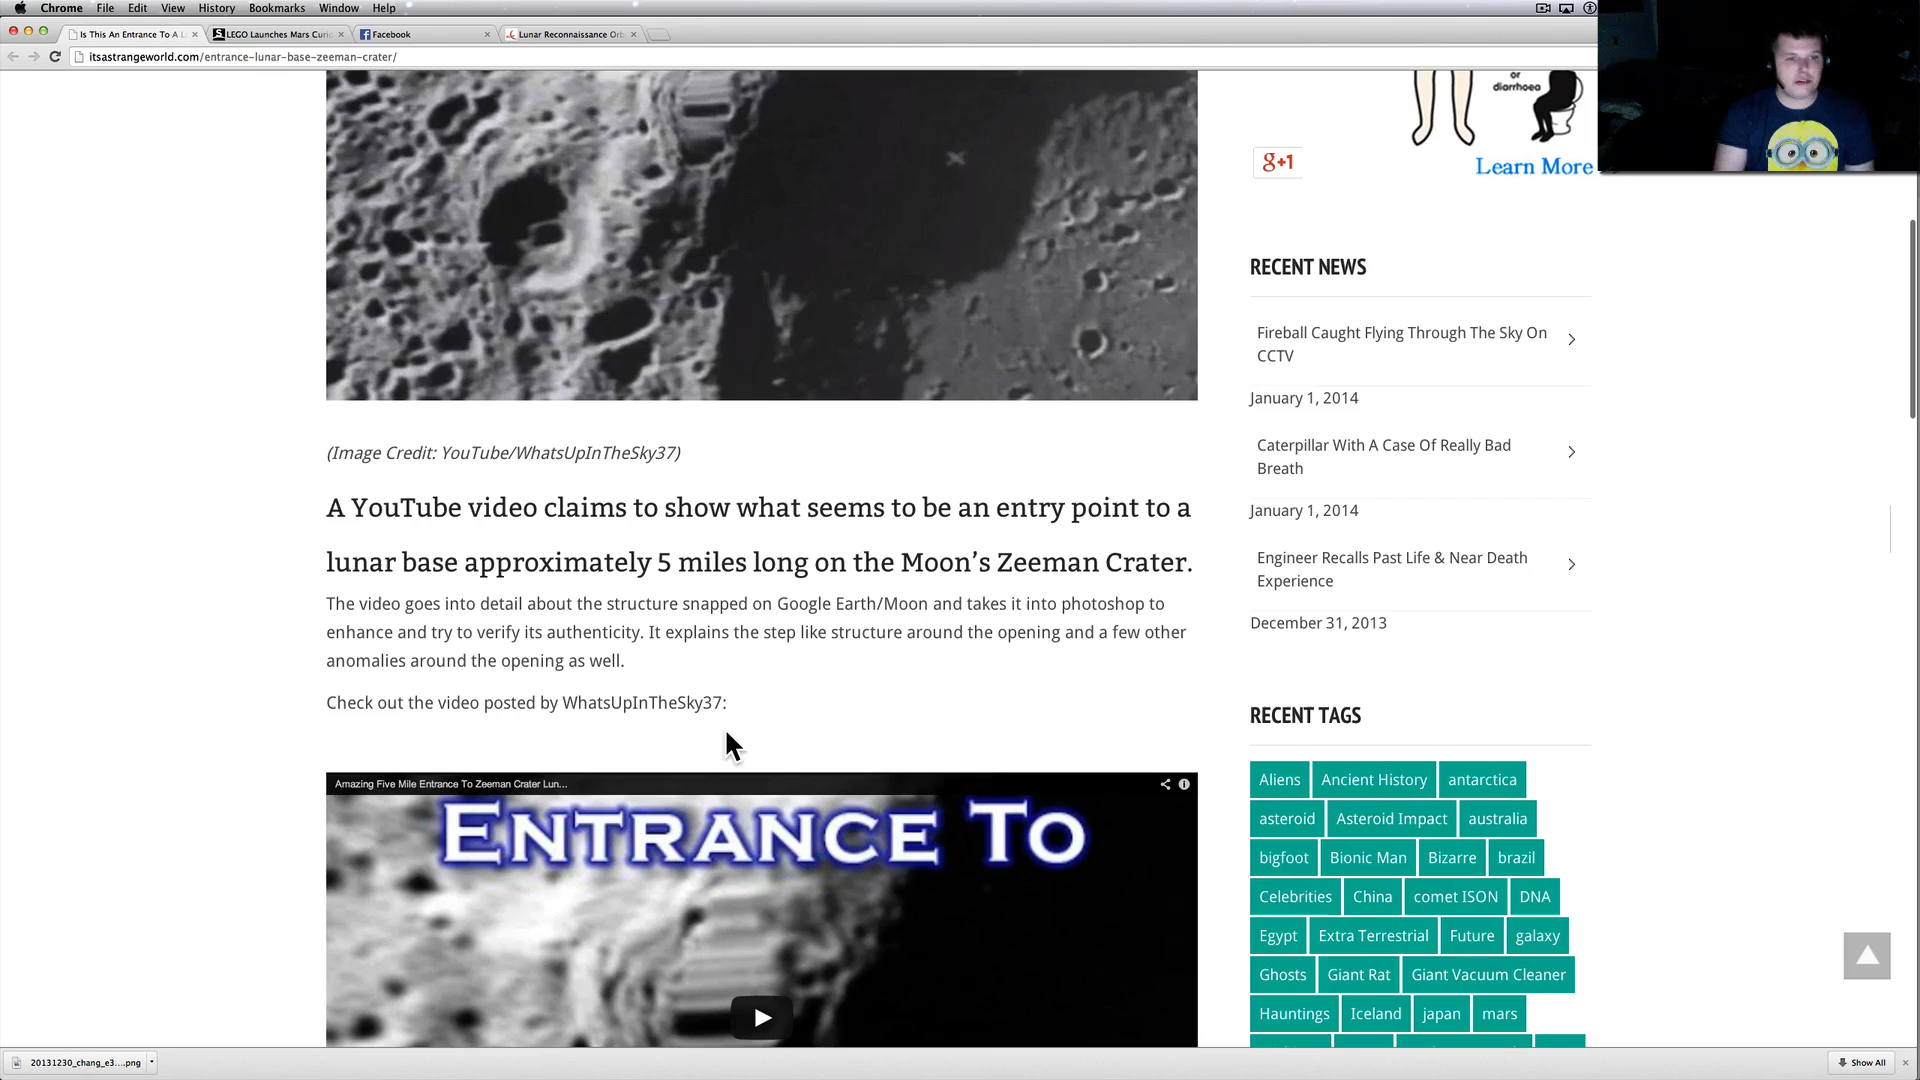 Chrome File Edit View History Bookmarks Window Help
Is This An Entrance To A L
LEGO Launches Mars Curio
Facebook
Lunar Reconnaissance Orb
itsastrangeworld.com/entrance-lunar-base-zeeman-crater/
or
diarrhoea
Learn More
g+1
(Image Credit: YouTube/WhatsUpInTheSky37)
A YouTube video claims to show what seems to be an entry point to a
lunar base approximately 5 miles long on the Moon's Zeeman Crater.
The video goes into detail about the structure snapped on Google Earth/Moon and takes it into photoshop to
enhance and try to verify its authenticity. It explains the step like structure around the opening and a few other
anomalies around the opening as well.
Check out the video posted by WhatsUpInTheSky37:
Amazing Five Mile Entrance To Zeeman Crater Lun...
ENTRANCE TO
RECENT NEWS
Fireball Caught Flying Through The Sky On
CCTV
January 1, 2014
Caterpillar With A Case Of Really Bad
Breath
January 1, 2014
Engineer Recalls Past Life & Near Death
Experience
December 31, 2013
RECENT TAGS
Aliens Ancient History antarctica
asteroid Asteroid Impact australia
bigfoot Bionic Man Bizarre brazil
Celebrities China comet ISON DNA
Egypt Extra Terrestrial Future galaxy
Ghosts Giant Rat Giant Vacuum Cleaner
Hauntings Iceland japan mars
20131230_chang_e3....png
Show All